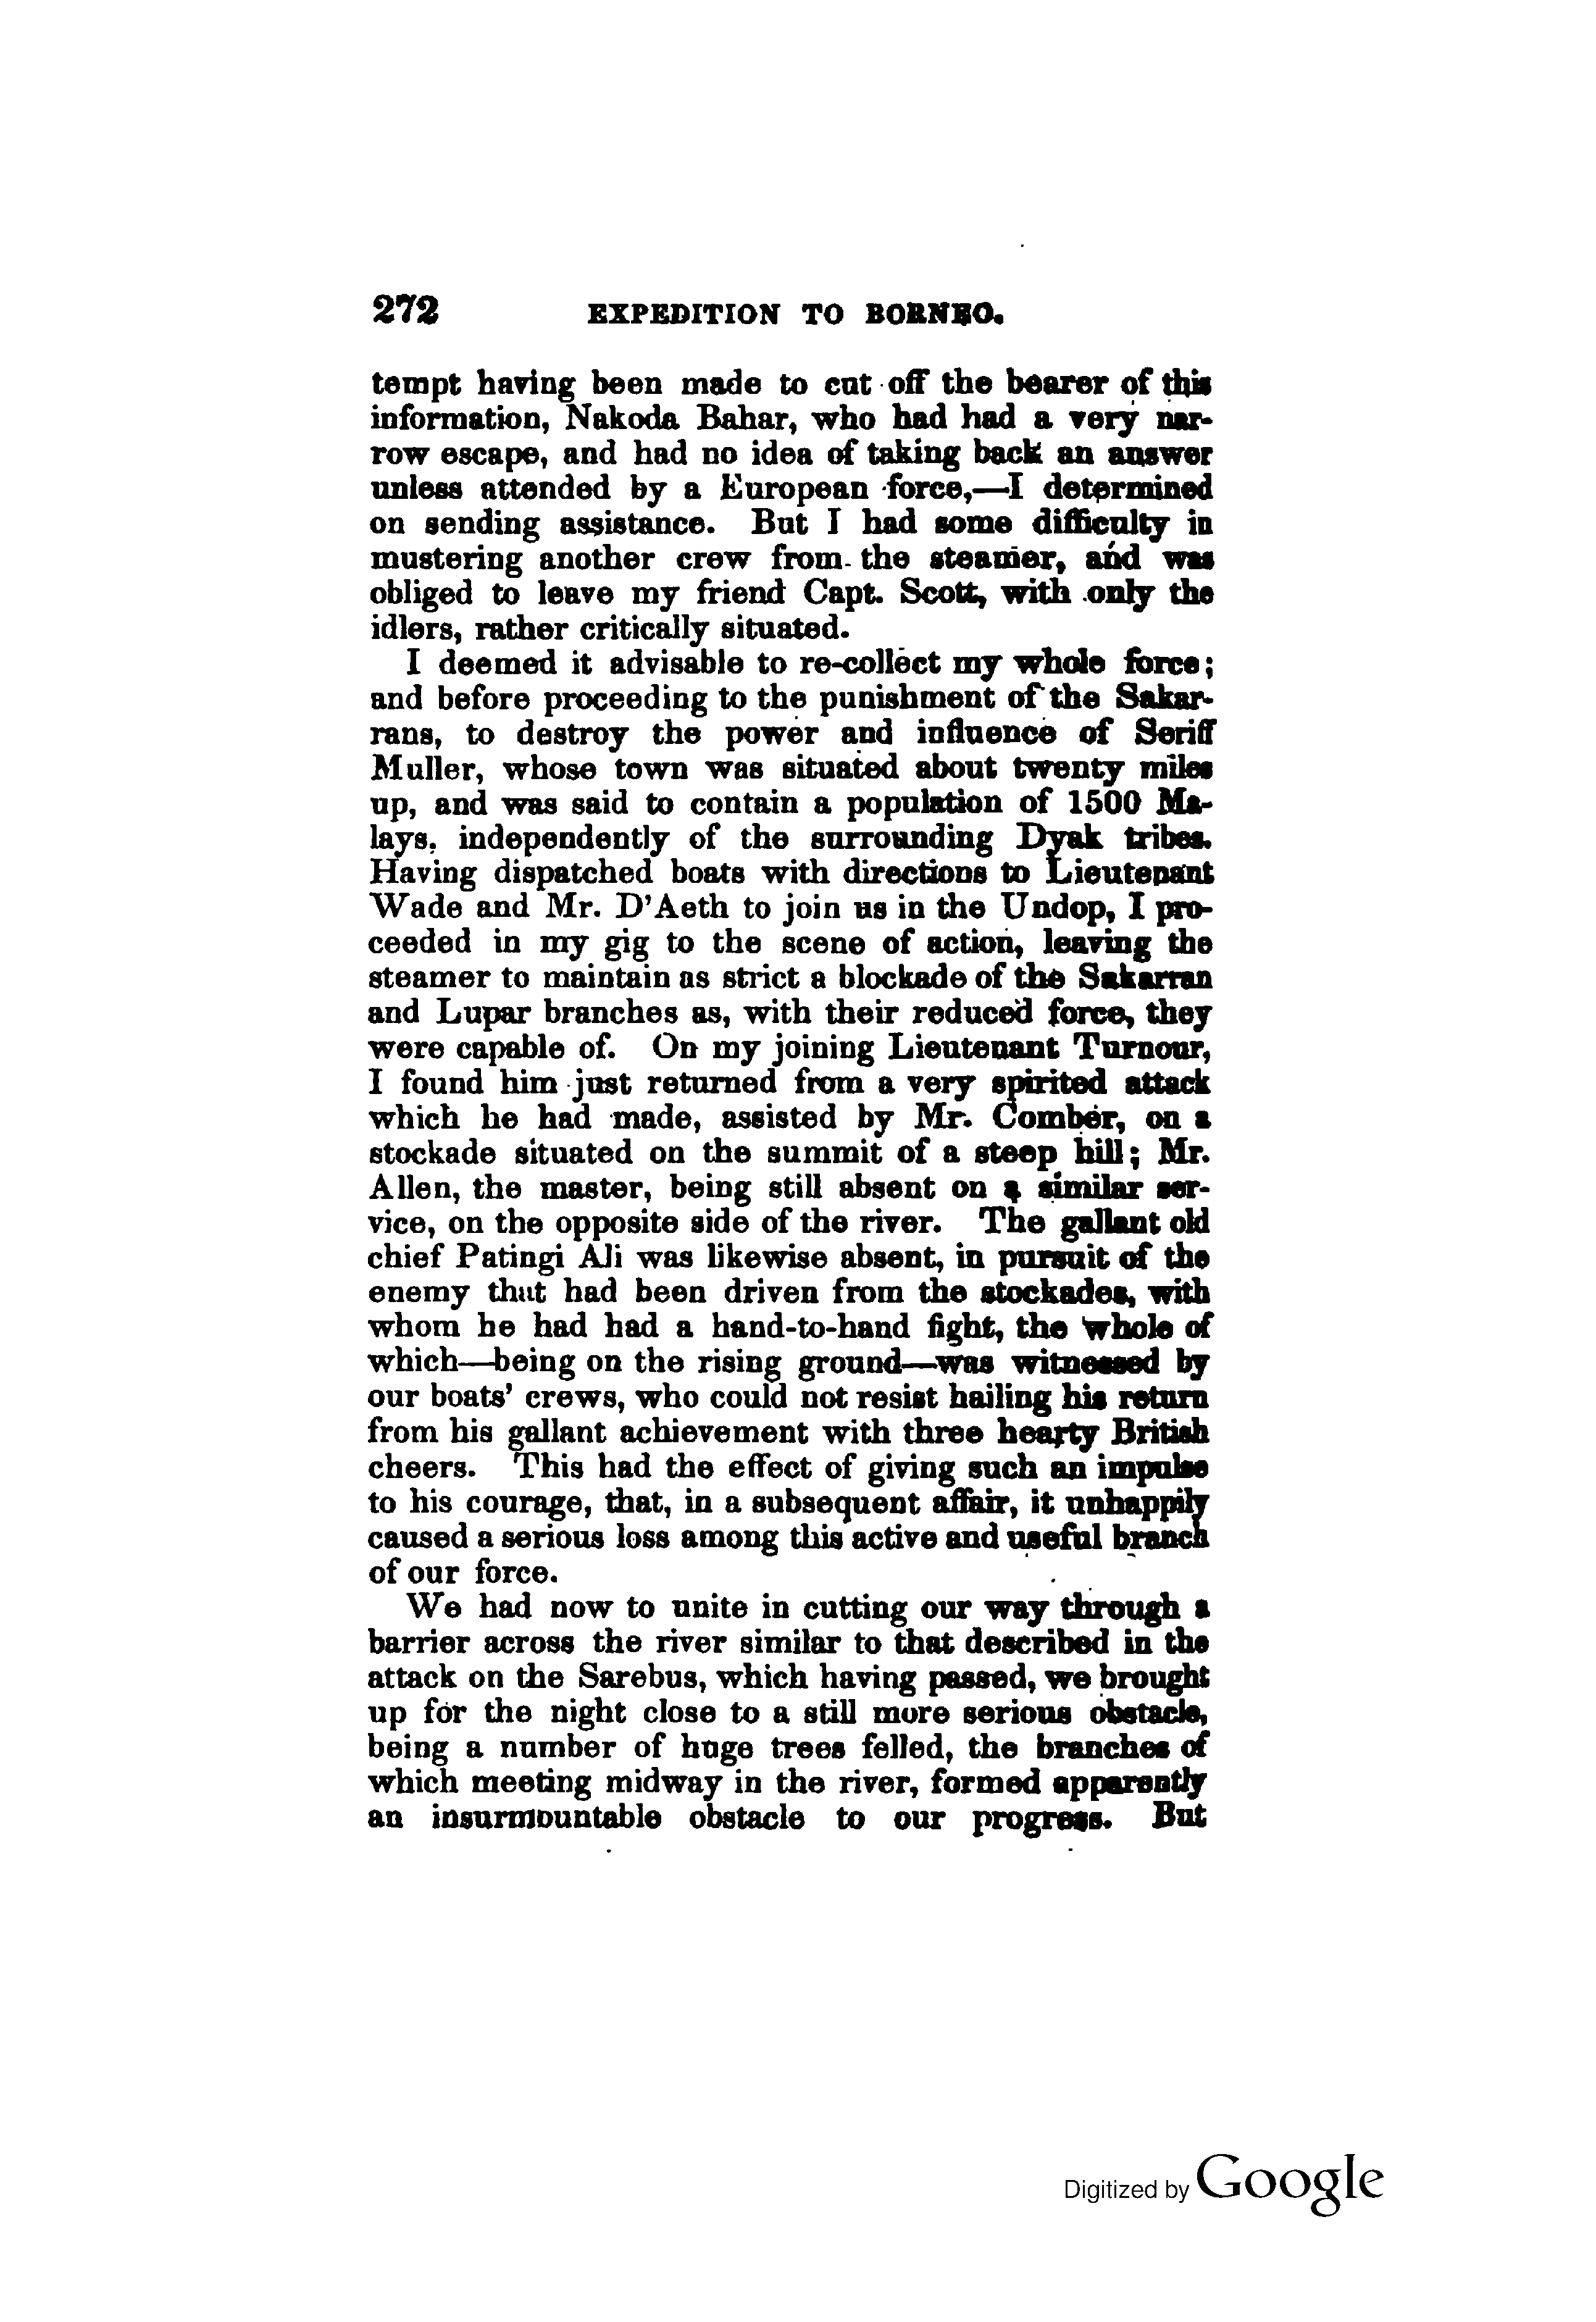 272 EXPEDITION TO BORNEO.
tempt having been made to cut off the bearer of this
information, Nakoda Bahar, who had had a very nar-
row escape, and had no idea of taking back an answer
unless attended by a European force,—I determined
on sending assistance. But I had some difficulty in
mustering another crew from the steamer, and was
obliged to leave my friend Capt. Scott, with only the
idlers, rather critically situated.
I deemed it advisable to re-collect my whole force;
and before proceeding to the punishment of the Sakar-
rans, to destroy the power and influence of Seriff
Muller, whose town was situated about twenty miles
up, and was said to contain a population of 1500 Ma-
lays, independently of the surrounding Dyak tribes.
Having dispatched boats with directions to Lieutenant
Wade and Mr. D'Aeth to join us in the Undop, I pro-
ceeded in my gig to the scene of action, leaving the
steamer to maintain as strict a blockade of the Sakarran
and Lupar branches as, with their reduced force, they
were capable of. On my joining Lieutenant Turnour,
I found him just returned from a very spirited attack
which he had made, assisted by Mr. Comber, on a
stockade situated on the summit of a steep hill; Mr.
Allen, the master, being still absent on a similar ser-
vice, on the opposite side of the river. The gallant old
chief Patingi Ali was likewise absent, in pursuit of the
enemy that had been driven from the stockades, with
whom he had had a hand-to-hand fight, the whole of
which—being on the rising ground—was witnessed by
our boats' crews, who could not resist hailing his return
from his gallant achievement with three hearty British
cheers. This had the effect of giving such an impulse
to his courage, that, in a subsequent affair, it unhappily
caused a serious loss among this active and useful branch
of our force.
We had now to unite in cutting our way through a
barrier across the river similar to that described in the
attack on the Sarebus, which having passed, we brought
up for the night close to a still more serious obstacle,
being a number of huge trees felled, the branches of
which meeting midway in the river, formed apparently
an insurmountable obstacle to our progress. But
Digitized by Google